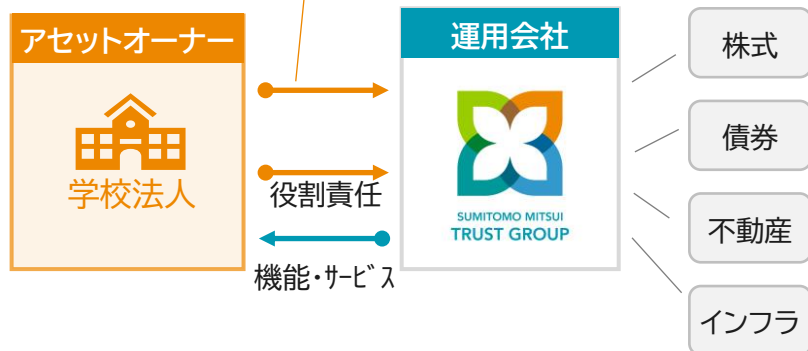 アセットオーナー
学校法人
役割責任
機能・ｻｰﾋﾞｽ
運用会社
SUMITOMO MITSUI
TRUST GROUP
株式
債券
不動産
インフラ